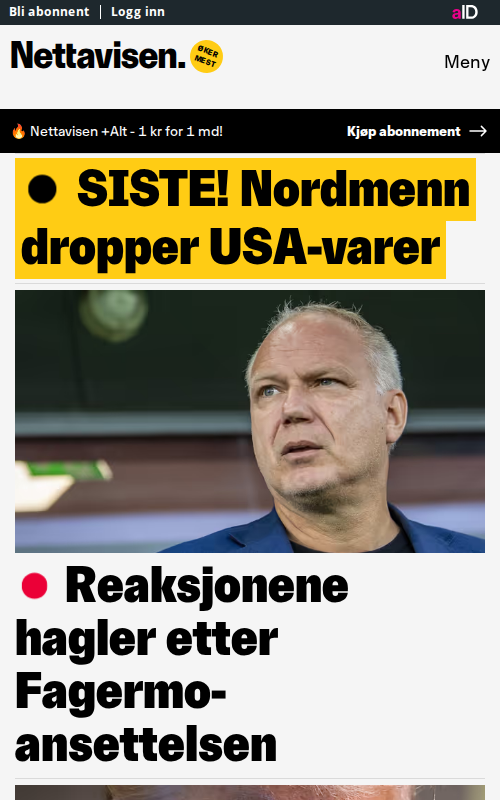 Bli abonnent | Logg inn
aID
Nettavisen.
ØKER
MEST
Meny
Nettavisen +Alt - 1 kr for 1 md!
Kjøp abonnement →
SISTE! Nordmenn
dropper USA-varer
Reaksjonene
hagler etter
Fagermo-
ansettelsen